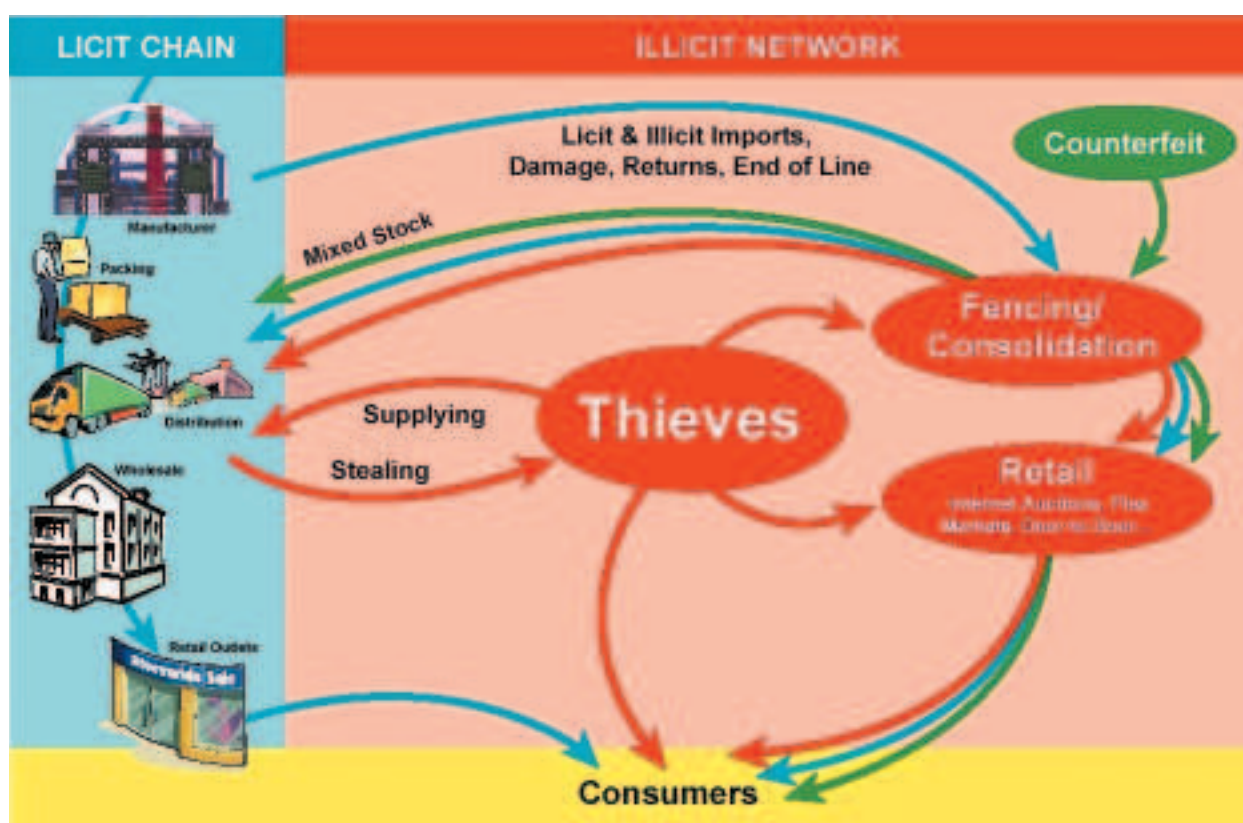 LICIT CHAIN
ILLICIT NETWORK
Licit & Illicit Imports,
Damage, Returns, End of Line
Counterfeit
Manufacturer
Mixed Stock
Packing
Fencing/
Consolidation
Thieves
Supplying
Distribution
Stealing
Wholesale
Retail
Internet Auctions, Flea
Markets, Door to Door...
Retail Outlets
Sale
Consumers